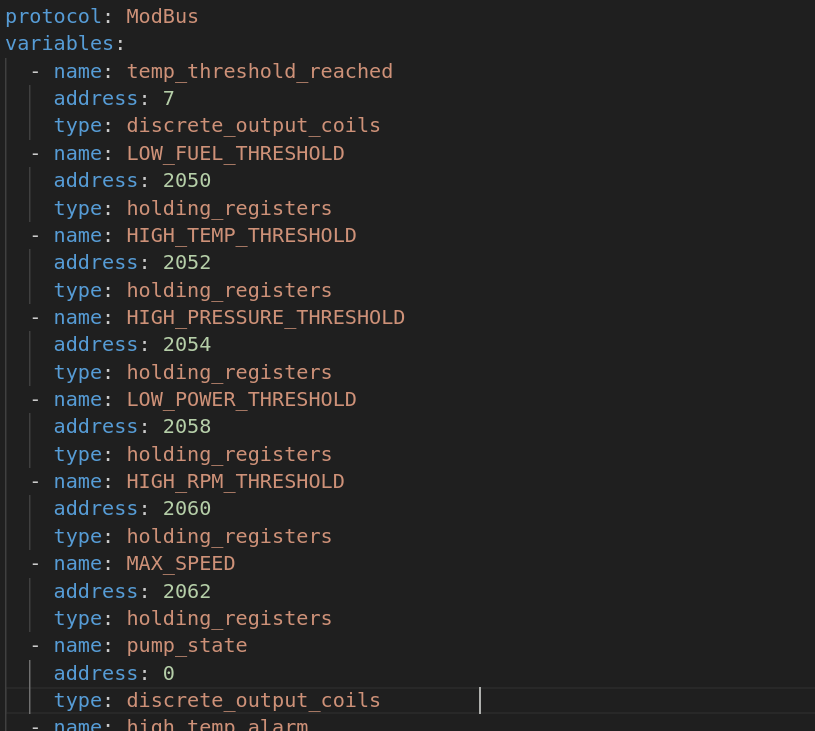 protocol: ModBus
variables:
- name: temp_threshold_reached
address: 7
type: discrete_output_coils
- name: LOW_FUEL_THRESHOLD
address: 2050
type: holding_registers
- name: HIGH_TEMP_THRESHOLD
address: 2052
type: holding_registers
- name: HIGH_PRESSURE_THRESHOLD
address: 2054
type: holding_registers
- name: LOW_POWER_THRESHOLD
address: 2058
type: holding_registers
- name: HIGH_RPM_THRESHOLD
address: 2060
type: holding_registers
- name: MAX_SPEED
address: 2062
type: holding_registers
- name: pump_state
address: 0
type: discrete_output_coils
- name: high_temp_alarm